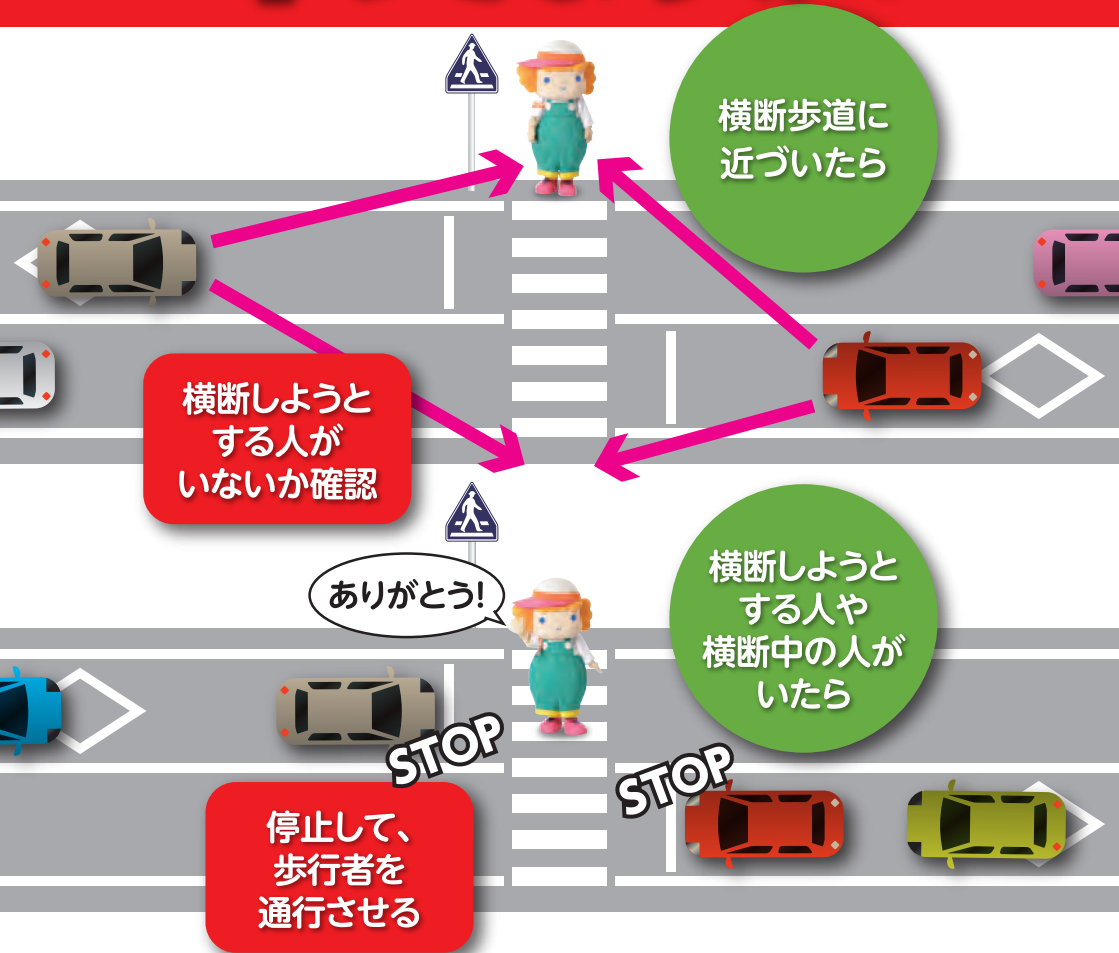 横断歩道に
近づいたら
横断しようと
する人が
いないか確認
ありがとう!
横断しようと
する人や
横断中の人が
いたら
STOP
STOP
停止して、
歩行者を
通行させる